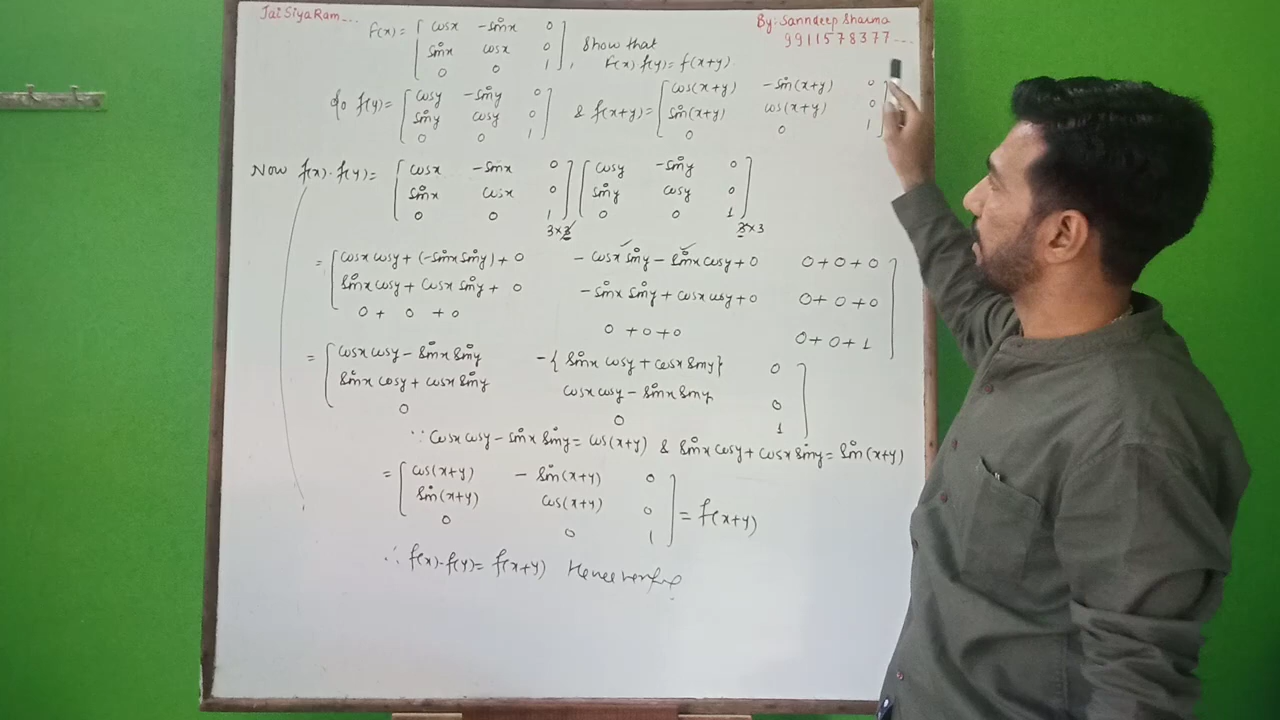 Jai Siya Ram...
By: Sanndeep Sharma
9911578377...
F(x) = [ cosx -sinx 0
sinx cosx 0
0 0 1 ], Show that
F(x) f(y) = f(x+y).
So f(y) = [ cosy -siny 0
siny cosy 0
0 0 1 ] & f(x+y) = [ cos(x+y) -sin(x+y) 0
sin(x+y) cos(x+y) 0
0 0 1 ]
Now f(x).f(y) = [ cosx -sinx 0 ] [ cosy -siny 0
sinx cosx 0 siny cosy 0
0 0 1 ] 0 0 1 ]
3×3 3×3
= [ cosx cosy + (-sinx siny) + 0 - cosx siny - sinx cosy + 0 0 + 0 + 0
sinx cosy + cosx siny + 0 - sinx siny + cosx cosy + 0 0 + 0 + 0
0 + 0 + 0 0 + 0 + 0 0 + 0 + 1 ]
= [ cosx cosy - sinx siny -{ sinx cosy + cosx siny} 0
sinx cosy + cosx siny cosx cosy - sinx siny 0
0 0 1 ]
∵ cosx cosy - sinx siny = cos(x+y) & sinx cosy + cosx siny = sin(x+y)
= [ cos(x+y) - sin(x+y) 0
sin(x+y) cos(x+y) 0
0 0 1 ] = f(x+y)
∴ f(x).f(y) = f(x+y) Hence